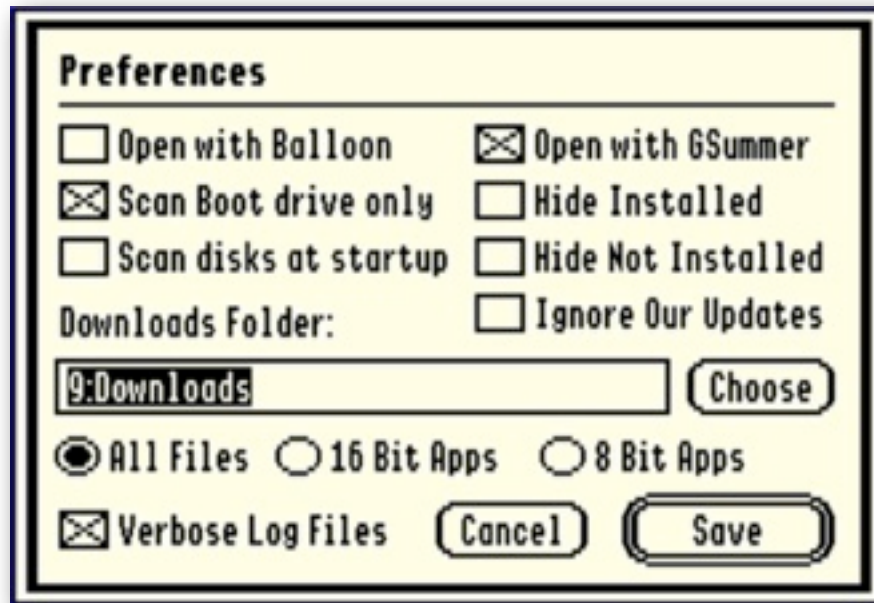 Preferences
Open with Balloon
Open with GSummer
Scan Boot drive only
Hide Installed
Scan disks at startup
Hide Not Installed
Downloads Folder:
Ignore Our Updates
9:Downloads
Choose
All Files
16 Bit Apps
8 Bit Apps
Verbose Log Files
Cancel
Save